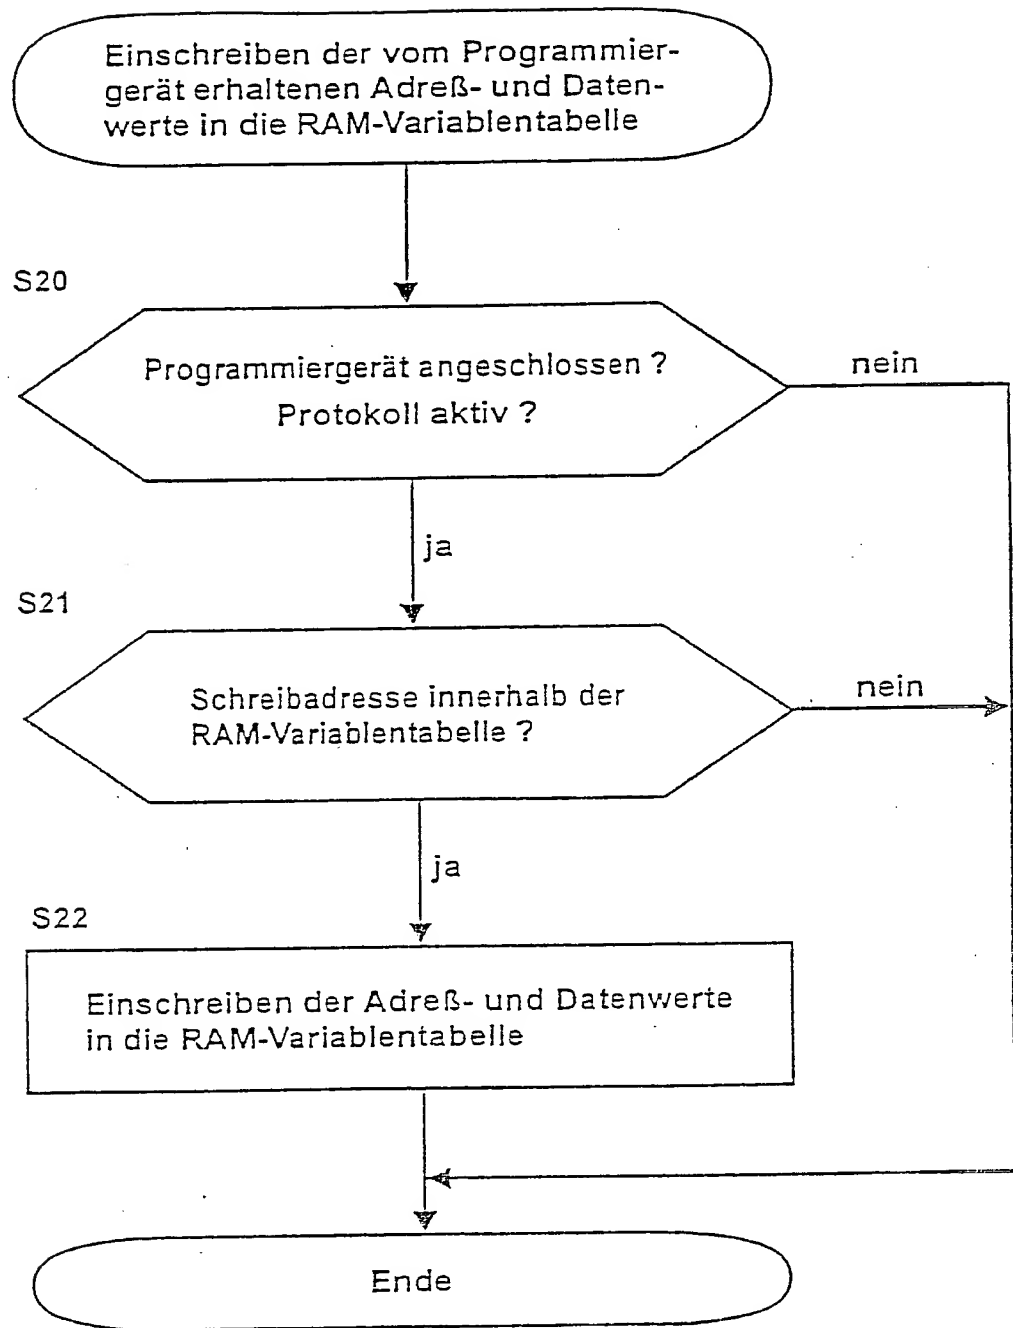 Einschreiben der vom Programmier-
gerät erhaltenen Adreß- und Daten-
werte in die RAM-Variablentabelle
S20
Programmiergerät angeschlossen ?
Protokoll aktiv ?
nein
ja
S21
Schreibadresse innerhalb der
RAM-Variablentabelle ?
nein
ja
S22
Einschreiben der Adreß- und Datenwerte
in die RAM-Variablentabelle
Ende